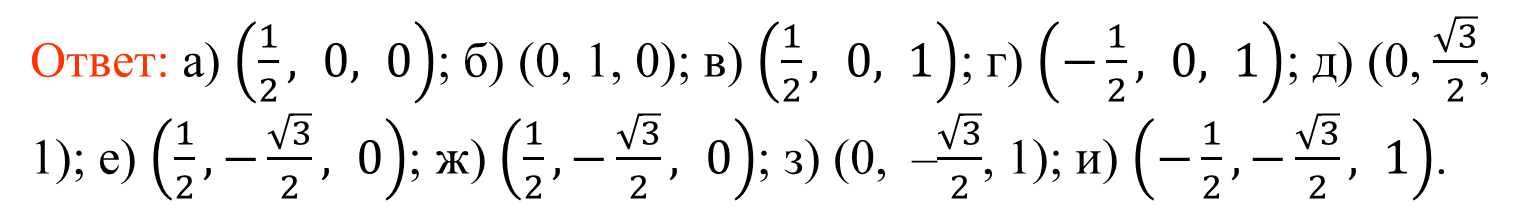 Ответ: а) (1/2, 0, 0); б) (0, 1, 0); в) (1/2, 0, 1); г) (−1/2, 0, 1); д) (0, √3/2,
1); е) (1/2, −√3/2, 0); ж) (1/2, −√3/2, 0); з) (0, –√3/2, 1); и) (−1/2, −√3/2, 1).